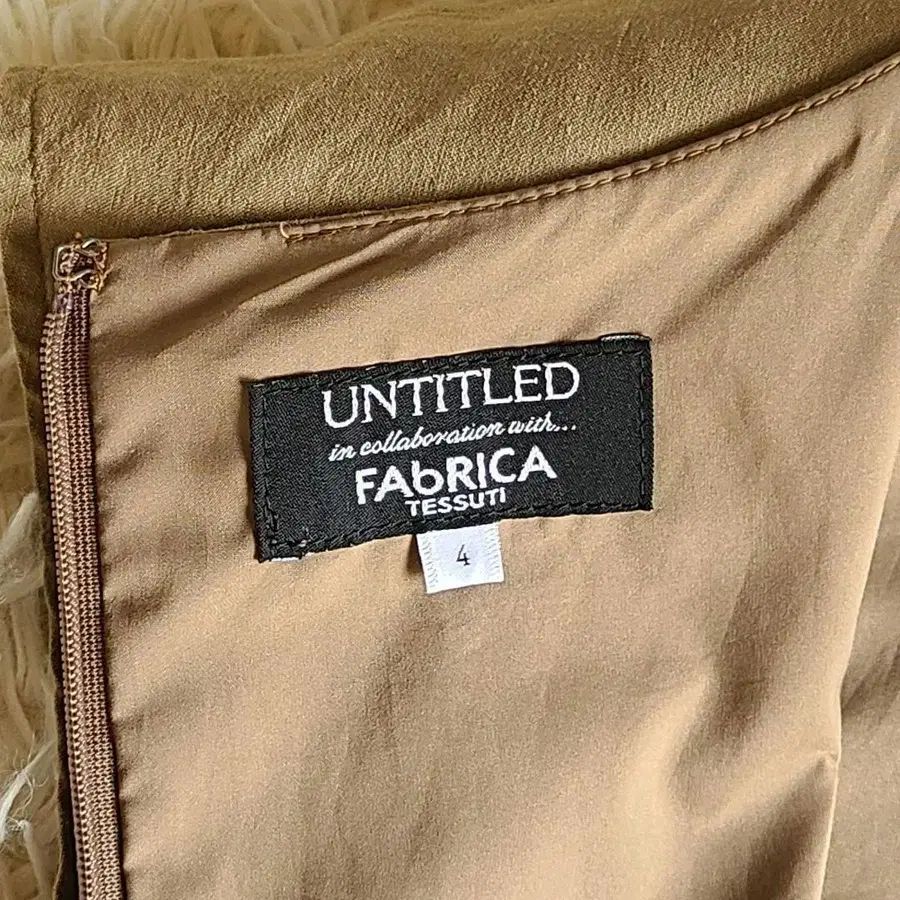 UNTITLED
in collaboration with...
FAbRICA
TESSUTI
4